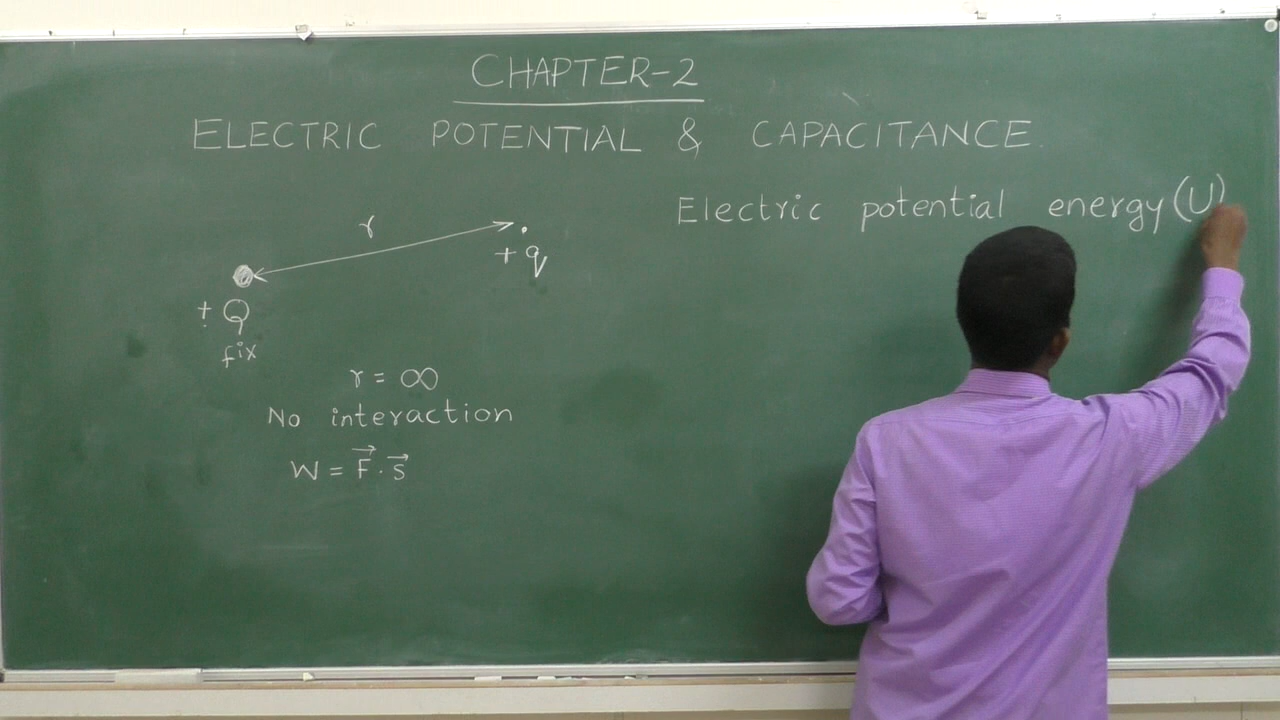 CHAPTER-2
ELECTRIC POTENTIAL & CAPACITANCE.
Electric potential energy (U)
r
+q
± Q
fix
r = ∞
No interaction
W = F⃗ . s⃗